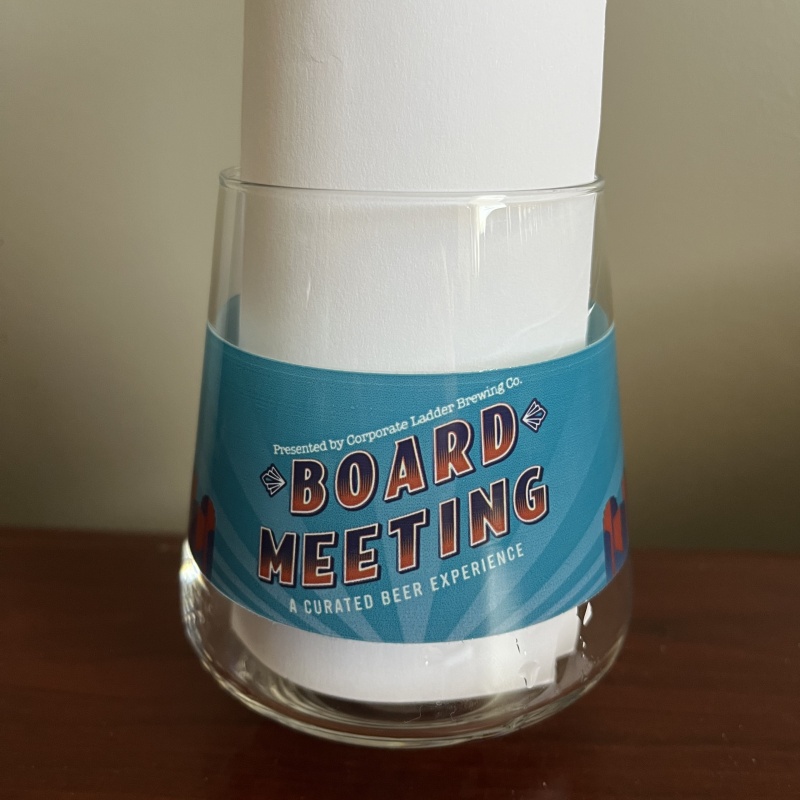 Presented by Corporate Ladder Brewing Co.
BOARD
MEETING
A CURATED BEER EXPERIENCE